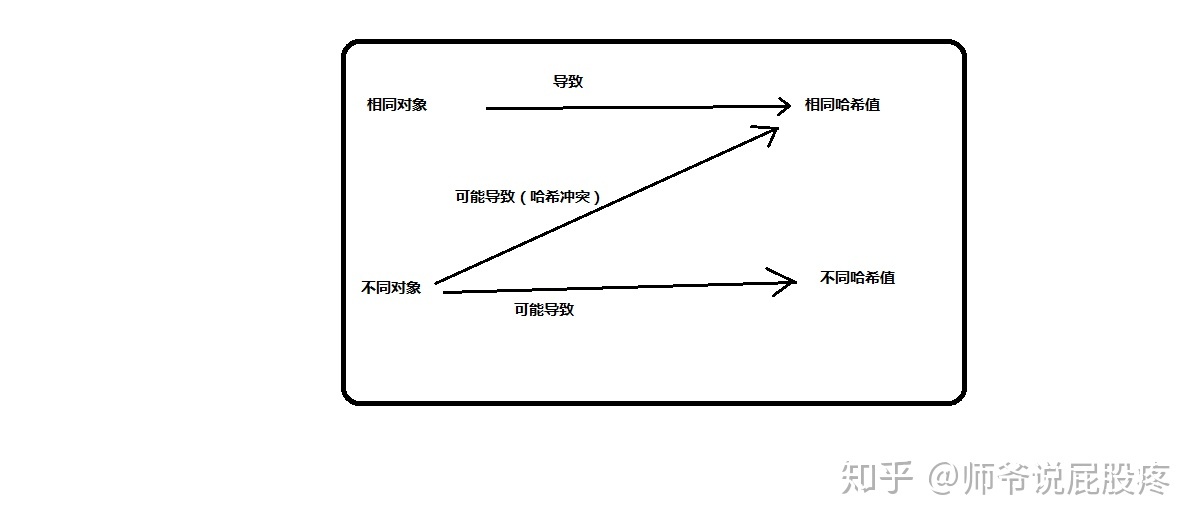 导致
相同对象
相同哈希值
可能导致（哈希冲突）
不同对象
不同哈希值
可能导致
知乎 @师爷说屁股疼